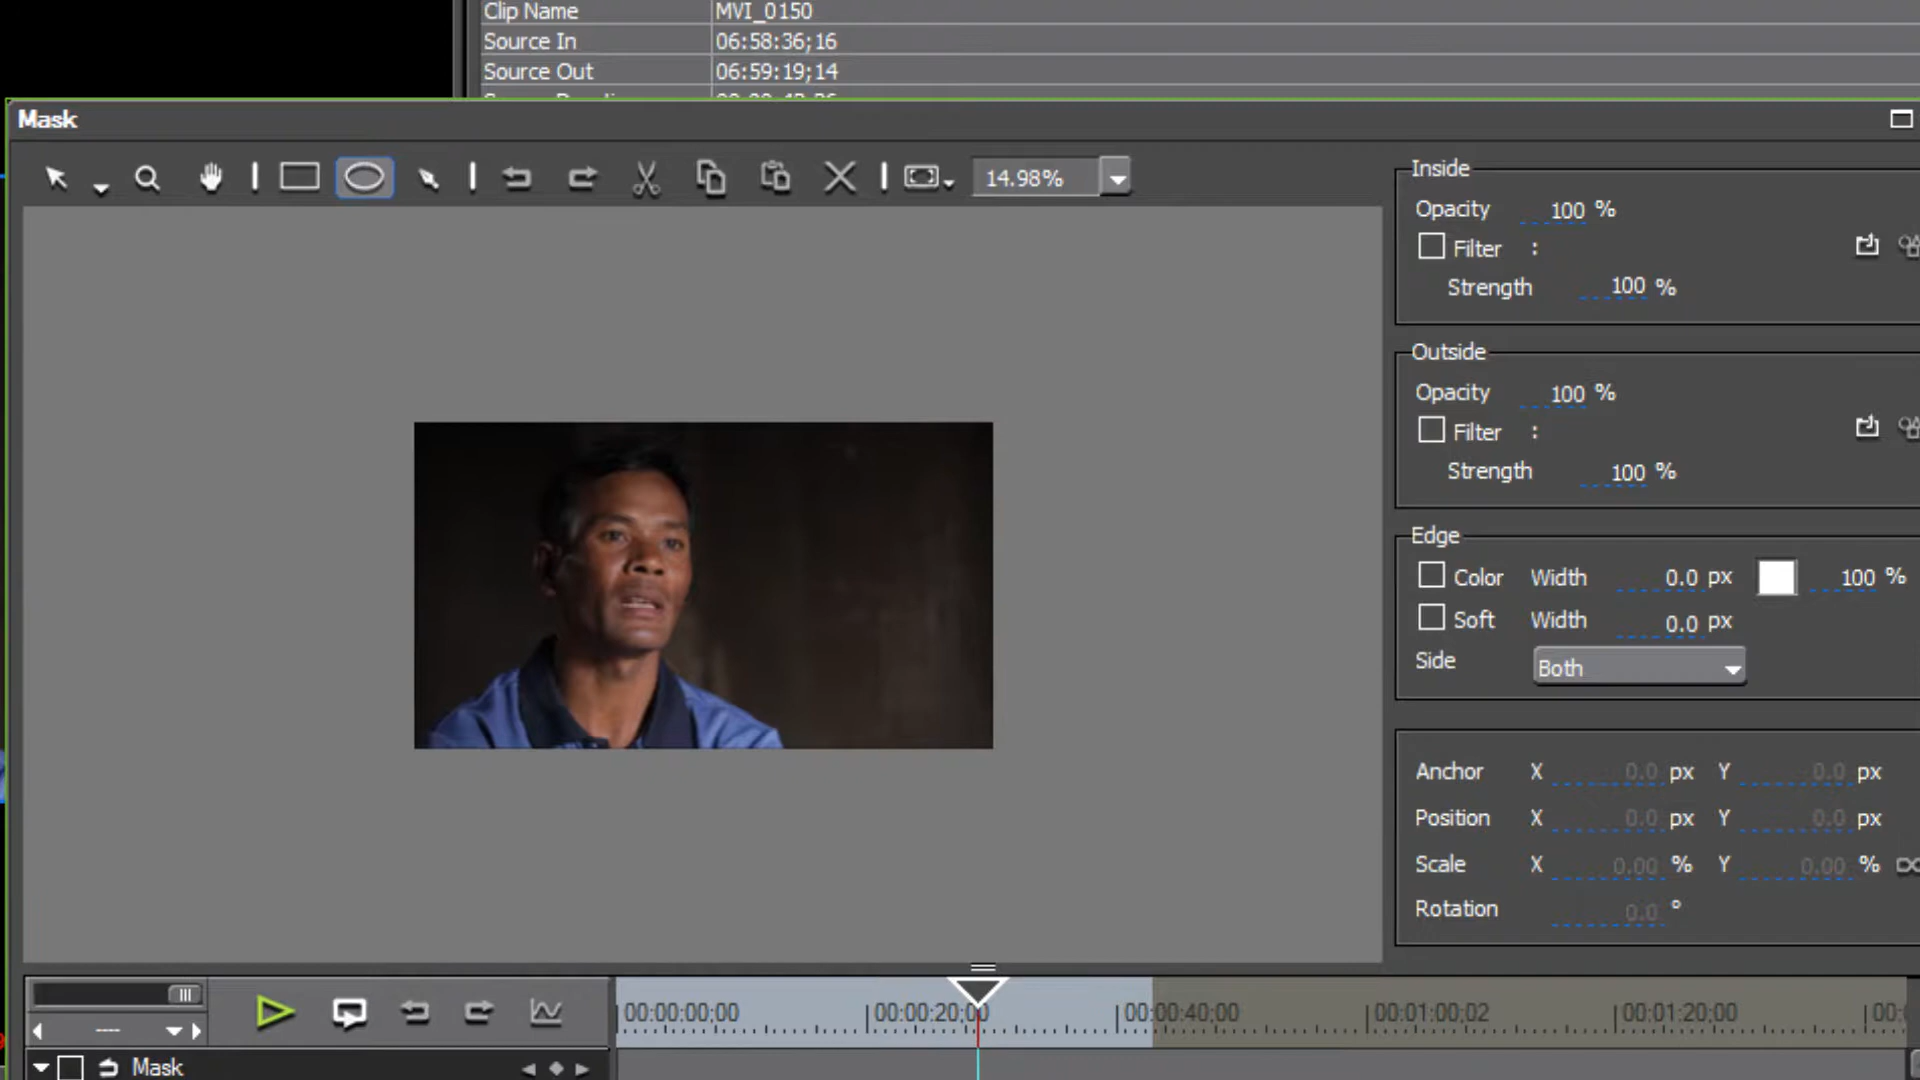 Clip Name MVI_0150
Source In 06:58:36;16
Source Out 06:59:19;14
Mask
14.98%
Inside
Opacity 100 %
Filter :
Strength 100 %
Outside
Opacity 100 %
Filter :
Strength 100 %
Edge
Color Width 0.0 px 100 %
Soft Width 0.0 px
Side Both
Anchor X 0.0 px Y 0.0 px
Position X 0.0 px Y 0.0 px
Scale X 0.00 % Y 0.00 %
Rotation 0.0 °
00:00:00;00 00:00:20;00 00:00:40;00 00:01:00;02 00:01:20;00
Mask